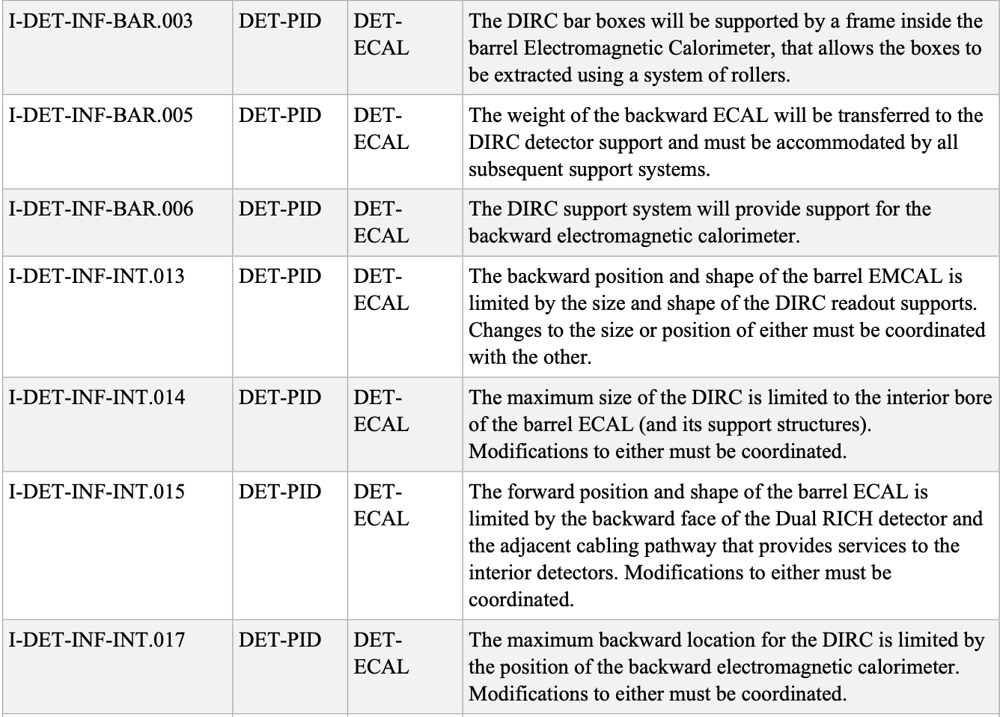 I-DET-INF-BAR.003 DET-PID DET- The DIRC bar boxes will be supported by a frame inside the
ECAL barrel Electromagnetic Calorimeter, that allows the boxes to
be extracted using a system of rollers.
I-DET-INF-BAR.005 DET-PID DET- The weight of the backward ECAL will be transferred to the
ECAL DIRC detector support and must be accommodated by all
subsequent support systems.
I-DET-INF-BAR.006 DET-PID DET- The DIRC support system will provide support for the
ECAL backward electromagnetic calorimeter.
I-DET-INF-INT.013 DET-PID DET- The backward position and shape of the barrel EMCAL is
ECAL limited by the size and shape of the DIRC readout supports.
Changes to the size or position of either must be coordinated
with the other.
I-DET-INF-INT.014 DET-PID DET- The maximum size of the DIRC is limited to the interior bore
ECAL of the barrel ECAL (and its support structures).
Modifications to either must be coordinated.
I-DET-INF-INT.015 DET-PID DET- The forward position and shape of the barrel ECAL is
ECAL limited by the backward face of the Dual RICH detector and
the adjacent cabling pathway that provides services to the
interior detectors. Modifications to either must be
coordinated.
I-DET-INF-INT.017 DET-PID DET- The maximum backward location for the DIRC is limited by
ECAL the position of the backward electromagnetic calorimeter.
Modifications to either must be coordinated.